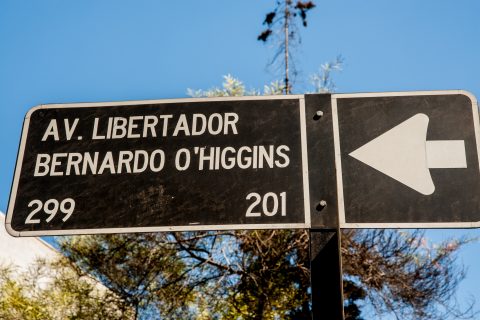 AV. LIBERTADOR
BERNARDO O'HIGGINS
299 201